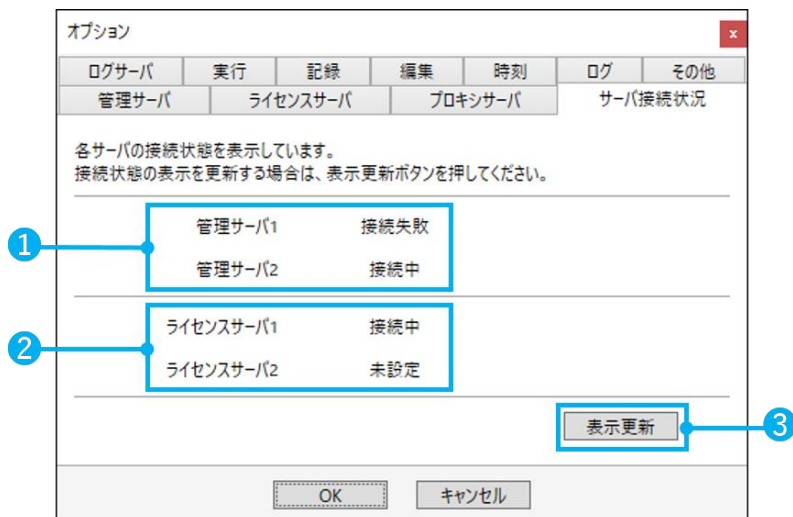 オプション
x
ログサーバ 実行 記録 編集 時刻 ログ その他
管理サーバ ライセンスサーバ プロキシサーバ サーバ接続状況
各サーバの接続状態を表示しています。
接続状態の表示を更新する場合は、表示更新ボタンを押してください。
1
管理サーバ1 接続失敗
管理サーバ2 接続中
2
ライセンスサーバ1 接続中
ライセンスサーバ2 未設定
表示更新
3
OK キャンセル